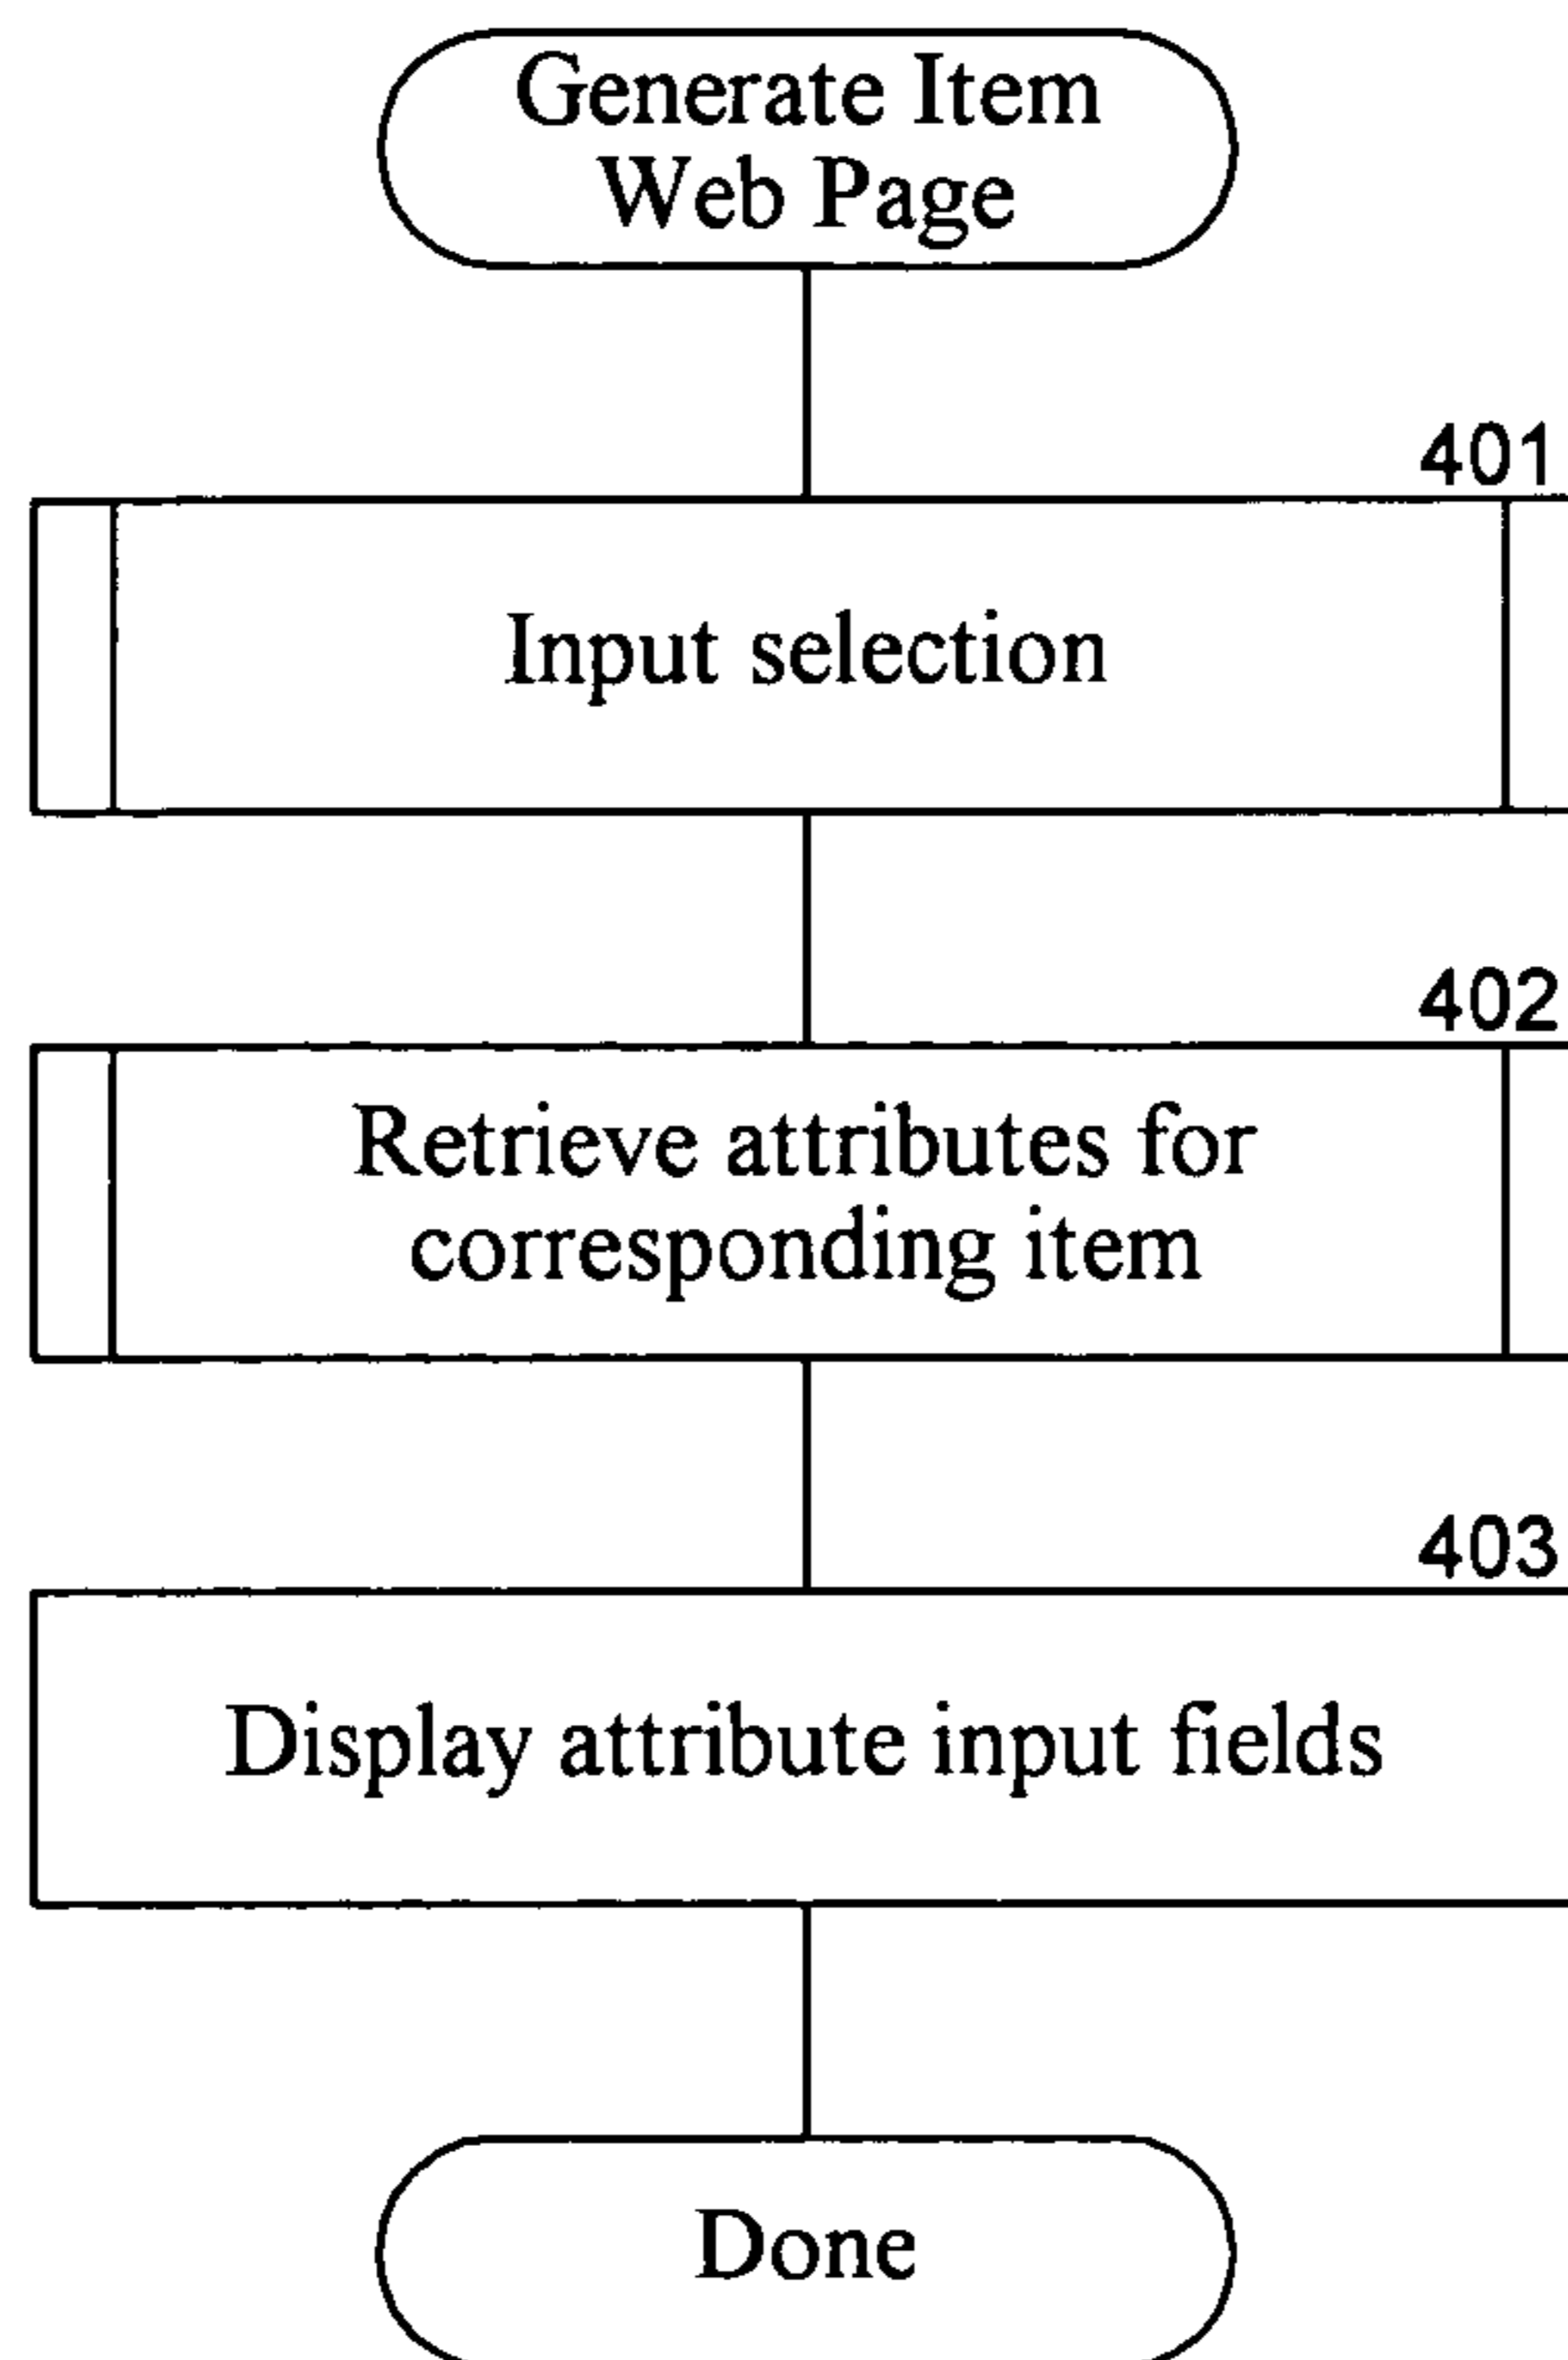 Generate Item
Web Page
401
Input selection
402
Retrieve attributes for
corresponding item
403
Display attribute input fields
Done